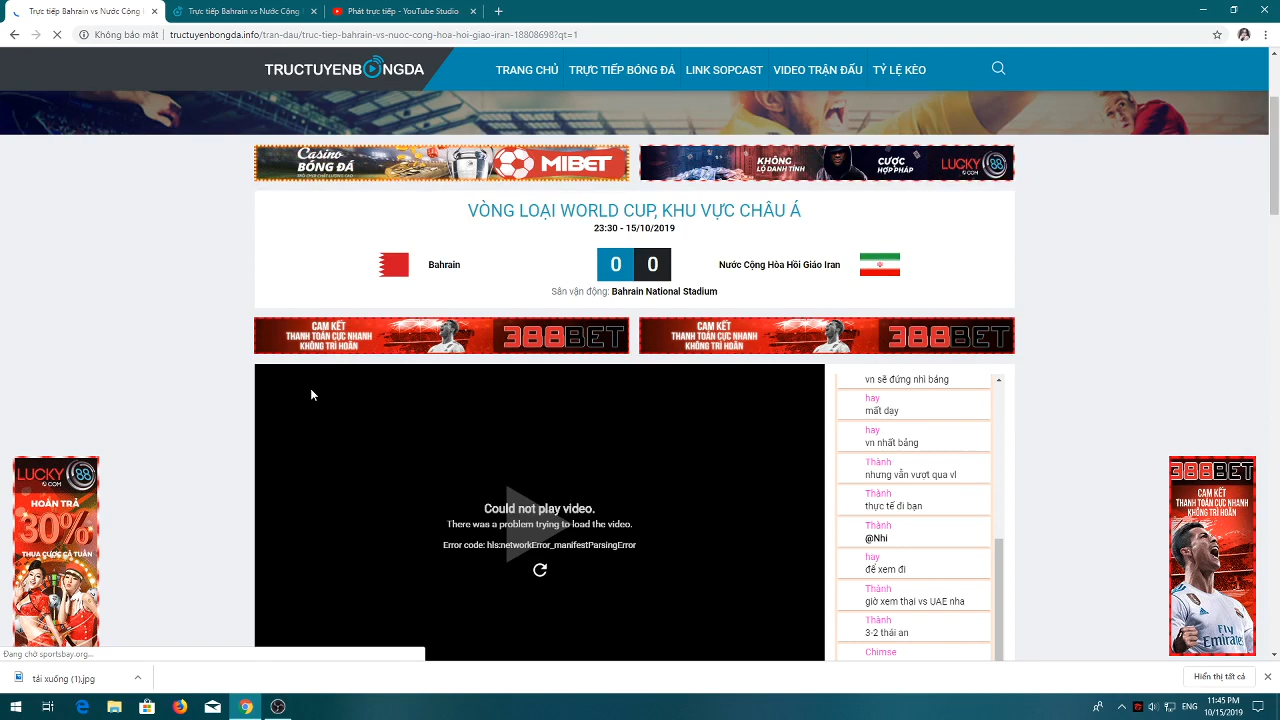 Trực tiếp Bahrain vs Nước Cộng
Trực tiếp Bahrain vs Nước Cộng
Phát trực tiếp - YouTube Studio
Không bảo mật
tructuyenbongda.info/tran-dau/truc-tiep-bahrain-vs-nuoc-cong-hoa-hoi-giao-iran-18808698?qt=1
TRUCTUYENBONGDA
TRANG CHỦ
TRỰC TIẾP BÓNG ĐÁ
LINK SOPCAST
VIDEO TRẬN ĐẤU
TỶ LỆ KÈO
Casino
BÓNG ĐÁ
MIBET
KHÔNG
LỘ DANH TÍNH
CƯỢC
HỢP PHÁP
LUCKY 88
.COM
VÒNG LOẠI WORLD CUP, KHU VỰC CHÂU Á
23:30 - 15/10/2019
Bahrain
0 0
Nước Cộng Hòa Hồi Giáo Iran
Sân vận động: Bahrain National Stadium
CAM KẾT
THANH TOÁN CỰC NHANH
KHÔNG TRÌ HOÃN
388BET
CAM KẾT
THANH TOÁN CỰC NHANH
KHÔNG TRÌ HOÃN
388BET
Could not play video.
There was a problem trying to load the video.
Error code: hls:networkError_manifestParsingError
vn sẽ đứng nhì bảng
hay
mất dạy
hay
vn nhất bảng
Thành
nhưng vẫn vượt qua vl
Thành
thực tế đi bạn
Thành
@Nhi
hay
để xem đi
Thành
giờ xem thại vs UAE nha
Thành
3-2 thái an
Chimse
LUCKY 88
.COM
HOÀN TRẢ
30%
THUA CƯỢC CẢ TUẦN
388BET
CAM KẾT
THANH TOÁN CỰC NHANH
KHÔNG TRÌ HOÃN
Fly
Emirates
Đang chờ sportsbay.org...
tải xuống (1).jpg
Hiển thị tất cả
ENG
11:45 PM
10/15/2019